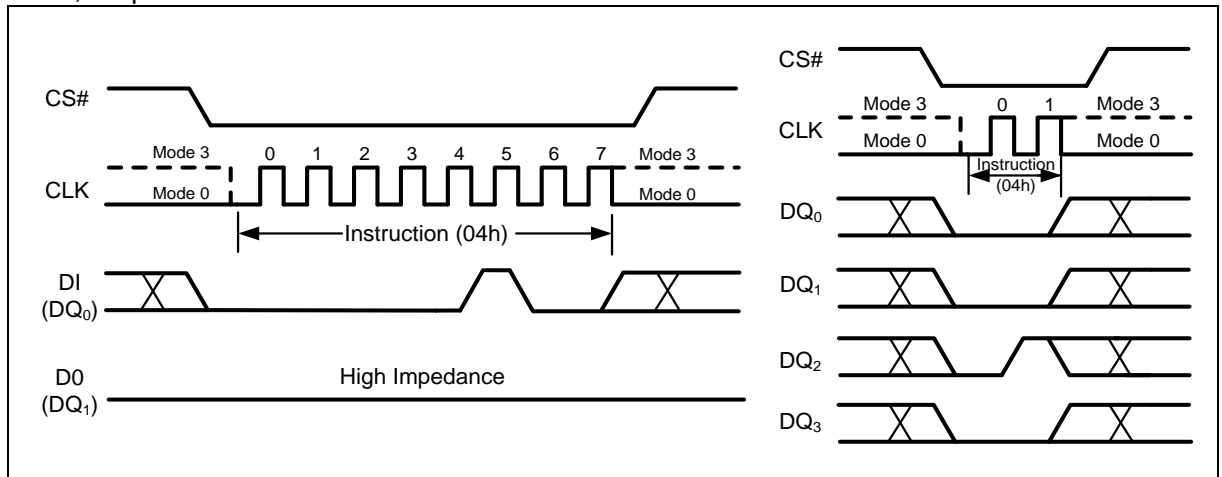 CS#
Mode 3 0 1 2 3 4 5 6 7 Mode 3
CLK
Mode 0 Mode 0
Instruction (04h)
DI
(DQ0)
D0
(DQ1)
High Impedance
CS#
Mode 3 0 1 Mode 3
CLK
Mode 0 Mode 0
Instruction
(04h)
DQ0
DQ1
DQ2
DQ3